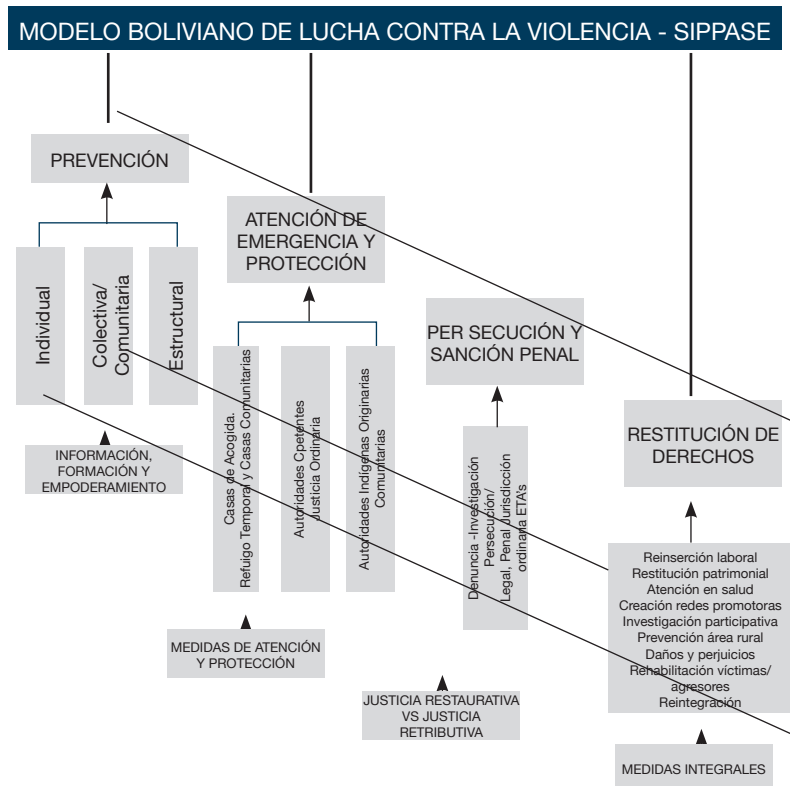 MODELO BOLIVIANO DE LUCHA CONTRA LA VIOLENCIA - SIPPASE
PREVENCIÓN
Individual
Colectiva/
Comunitaria
Estructural
INFORMACIÓN,
FORMACIÓN Y
EMPODERAMIENTO
ATENCIÓN DE
EMERGENCIA Y
PROTECCIÓN
Casas de Acogida.
Refuigo Temporal y Casas Comunitarias
Autoridades Cpetentes
Justicia Ordinaria
Autoridades Indígenas Originarias
Comunitarias
MEDIDAS DE ATENCIÓN
Y PROTECCIÓN
PER SECUCIÓN Y
SANCIÓN PENAL
Denuncia -Investigación
Persecución/
Legal, Penal Jurisdicción
ordinaria ETA's
JUSTICIA RESTAURATIVA
VS JUSTICIA
RETRIBUTIVA
RESTITUCIÓN DE
DERECHOS
Reinserción laboral
Restitución patrimonial
Atención en salud
Creación redes promotoras
Investigación participativa
Prevención área rural
Daños y perjuicios
Rehabilitación víctimas/
agresores
Reintegración
MEDIDAS INTEGRALES